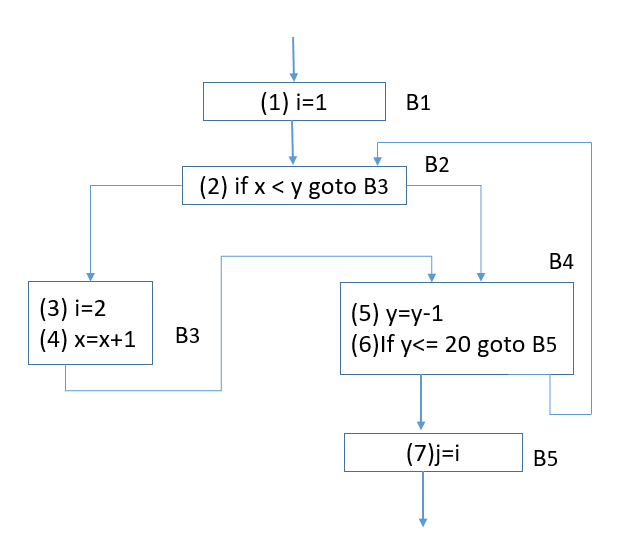 (1) i=1
B1
(2) if x < y goto B3
B2
B4
(3) i=2
(4) x=x+1
B3
(5) y=y-1
(6)If y<= 20 goto B5
(7)j=i
B5